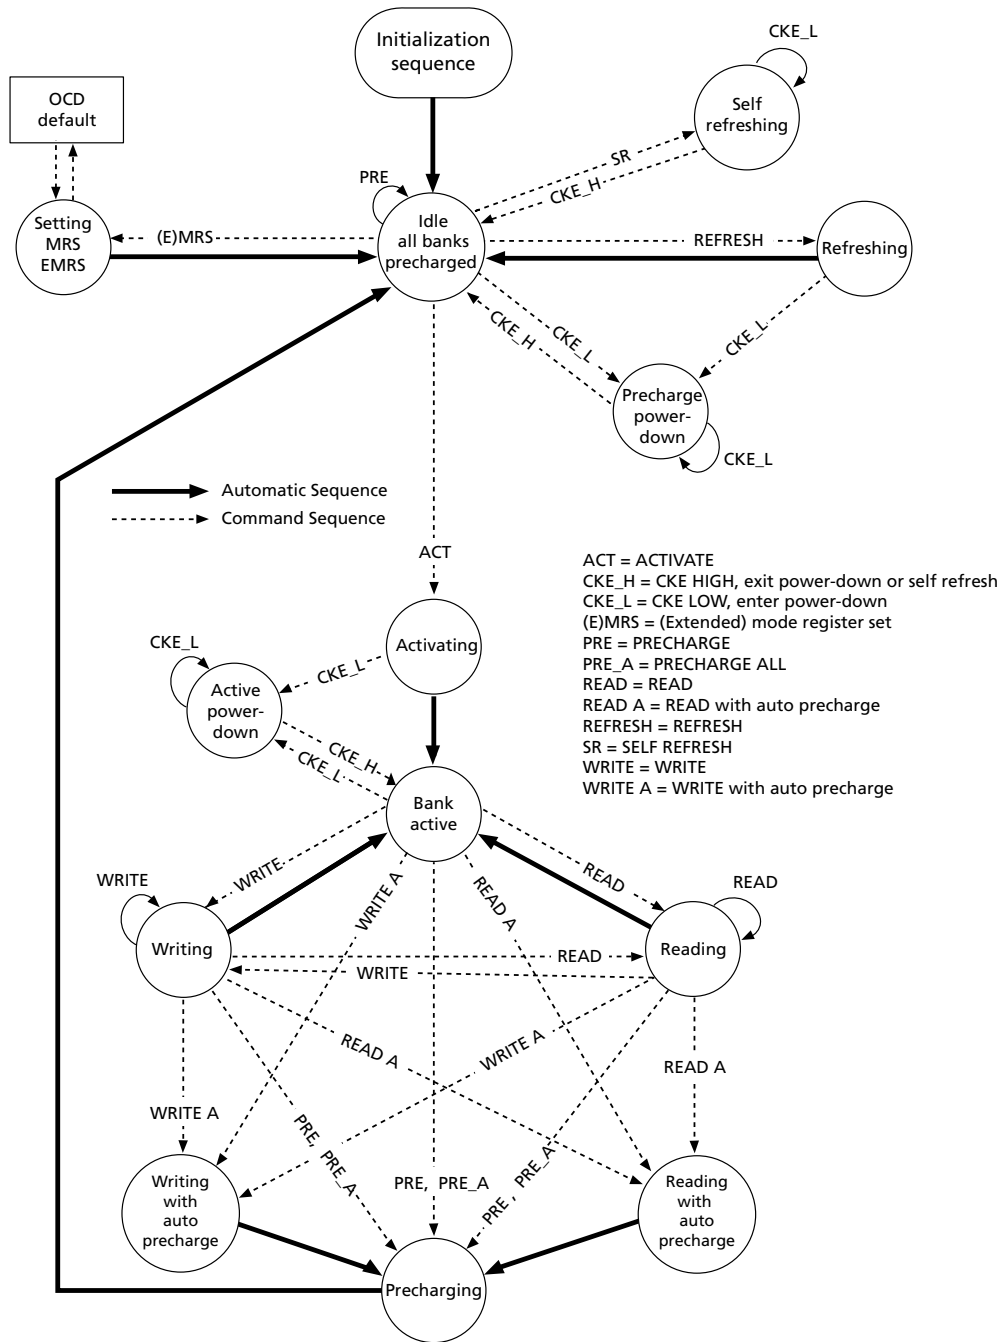 Initialization
sequence
CKE_L
OCD
default
Self
refreshing
SR
CKE_H
PRE
Setting
MRS
EMRS
(E)MRS
Idle
all banks
precharged
REFRESH
Refreshing
CKE_L
CKE_H
CKE_L
Precharge
power-
down
CKE_L
Automatic Sequence
Command Sequence
ACT
ACT = ACTIVATE
CKE_H = CKE HIGH, exit power-down or self refresh
CKE_L = CKE LOW, enter power-down
(E)MRS = (Extended) mode register set
PRE = PRECHARGE
PRE_A = PRECHARGE ALL
READ = READ
READ A = READ with auto precharge
REFRESH = REFRESH
SR = SELF REFRESH
WRITE = WRITE
WRITE A = WRITE with auto precharge
CKE_L
Activating
CKE_L
Active
power-
down
CKE_H
CKE_L
Bank
active
WRITE
WRITE
WRITE A
READ A
READ
READ
Writing
READ
WRITE
Reading
READ A
WRITE A
READ A
WRITE A
PRE, PRE_A
PRE, PRE_A
PRE, PRE_A
Writing
with
auto
precharge
Reading
with
auto
precharge
Precharging